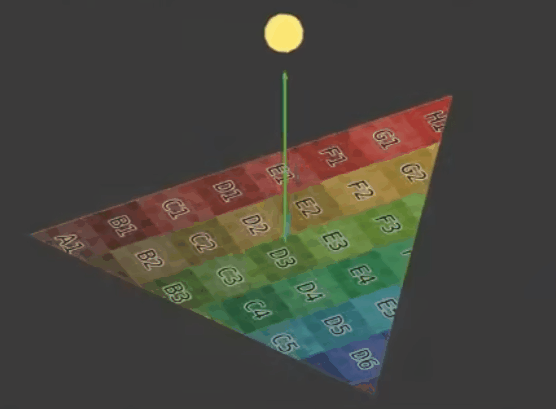 A1 B1 C1 D1 E1 F1 G1 H1
B2 C2 D2 E2 F2 G2
B3 C3 D3 E3 F3
C4 D4 E4
C5 D5 E5
D6